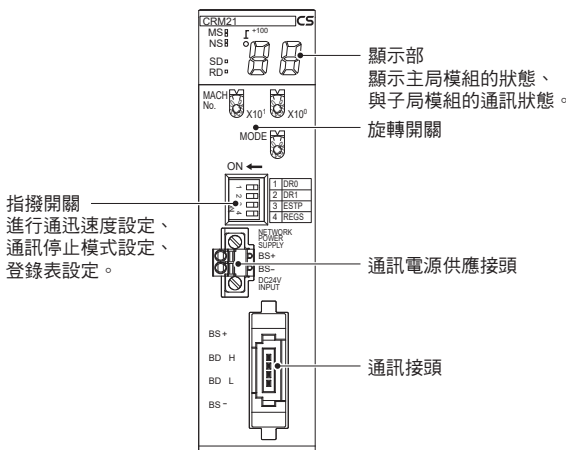 CRM21 CS
MS +100
NS
SD
RD
顯示部
顯示主局模組的狀態、
與子局模組的通訊狀態。
MACH
No. X10¹ X10⁰
MODE
旋轉開關
ON
1 DR0
2 DR1
3 ESTP
4 REGS
1 2 3 4
指撥開關
進行通迅速度設定、
通訊停止模式設定、
登錄表設定。
NETWORK
POWER
SUPPLY
BS+
BS−
DC24V
INPUT
通訊電源供應接頭
BS+
BD H
BD L
BS−
通訊接頭